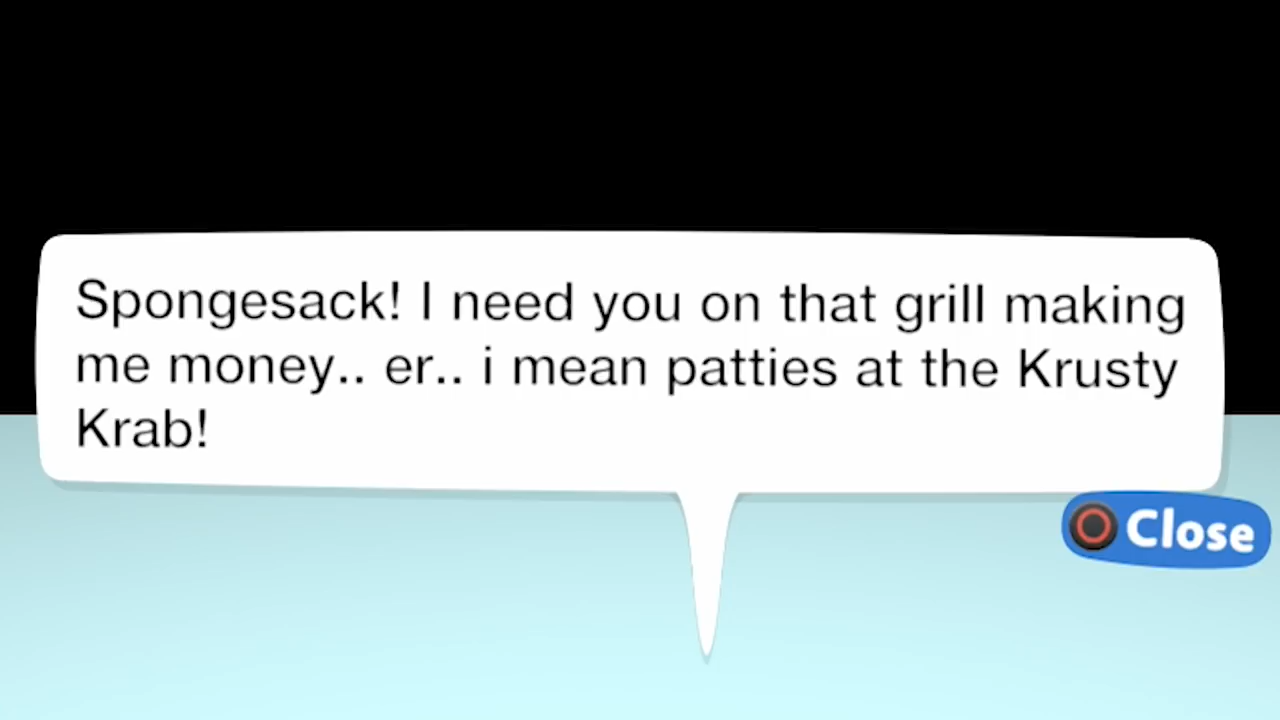 Spongesack! I need you on that grill making
me money.. er.. i mean patties at the Krusty
Krab!
Close